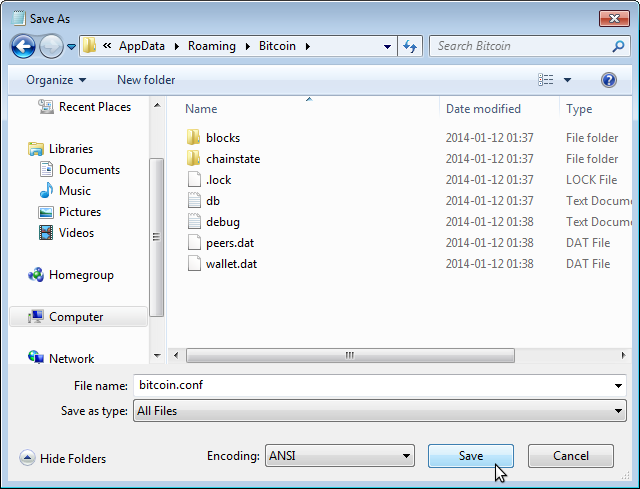 Save As
« AppData Roaming Bitcoin Search Bitcoin
Organize New folder
Name Date modified Type
Recent Places
Libraries
Documents
Music
Pictures
Videos
Homegroup
Computer
Network
blocks 2014-01-12 01:37 File folder
chainstate 2014-01-12 01:37 File folder
.lock 2014-01-12 01:37 LOCK File
db 2014-01-12 01:37 Text Docume
debug 2014-01-12 01:38 Text Docume
peers.dat 2014-01-12 01:38 DAT File
wallet.dat 2014-01-12 01:38 DAT File
File name: bitcoin.conf
Save as type: All Files
Hide Folders Encoding: ANSI Save Cancel